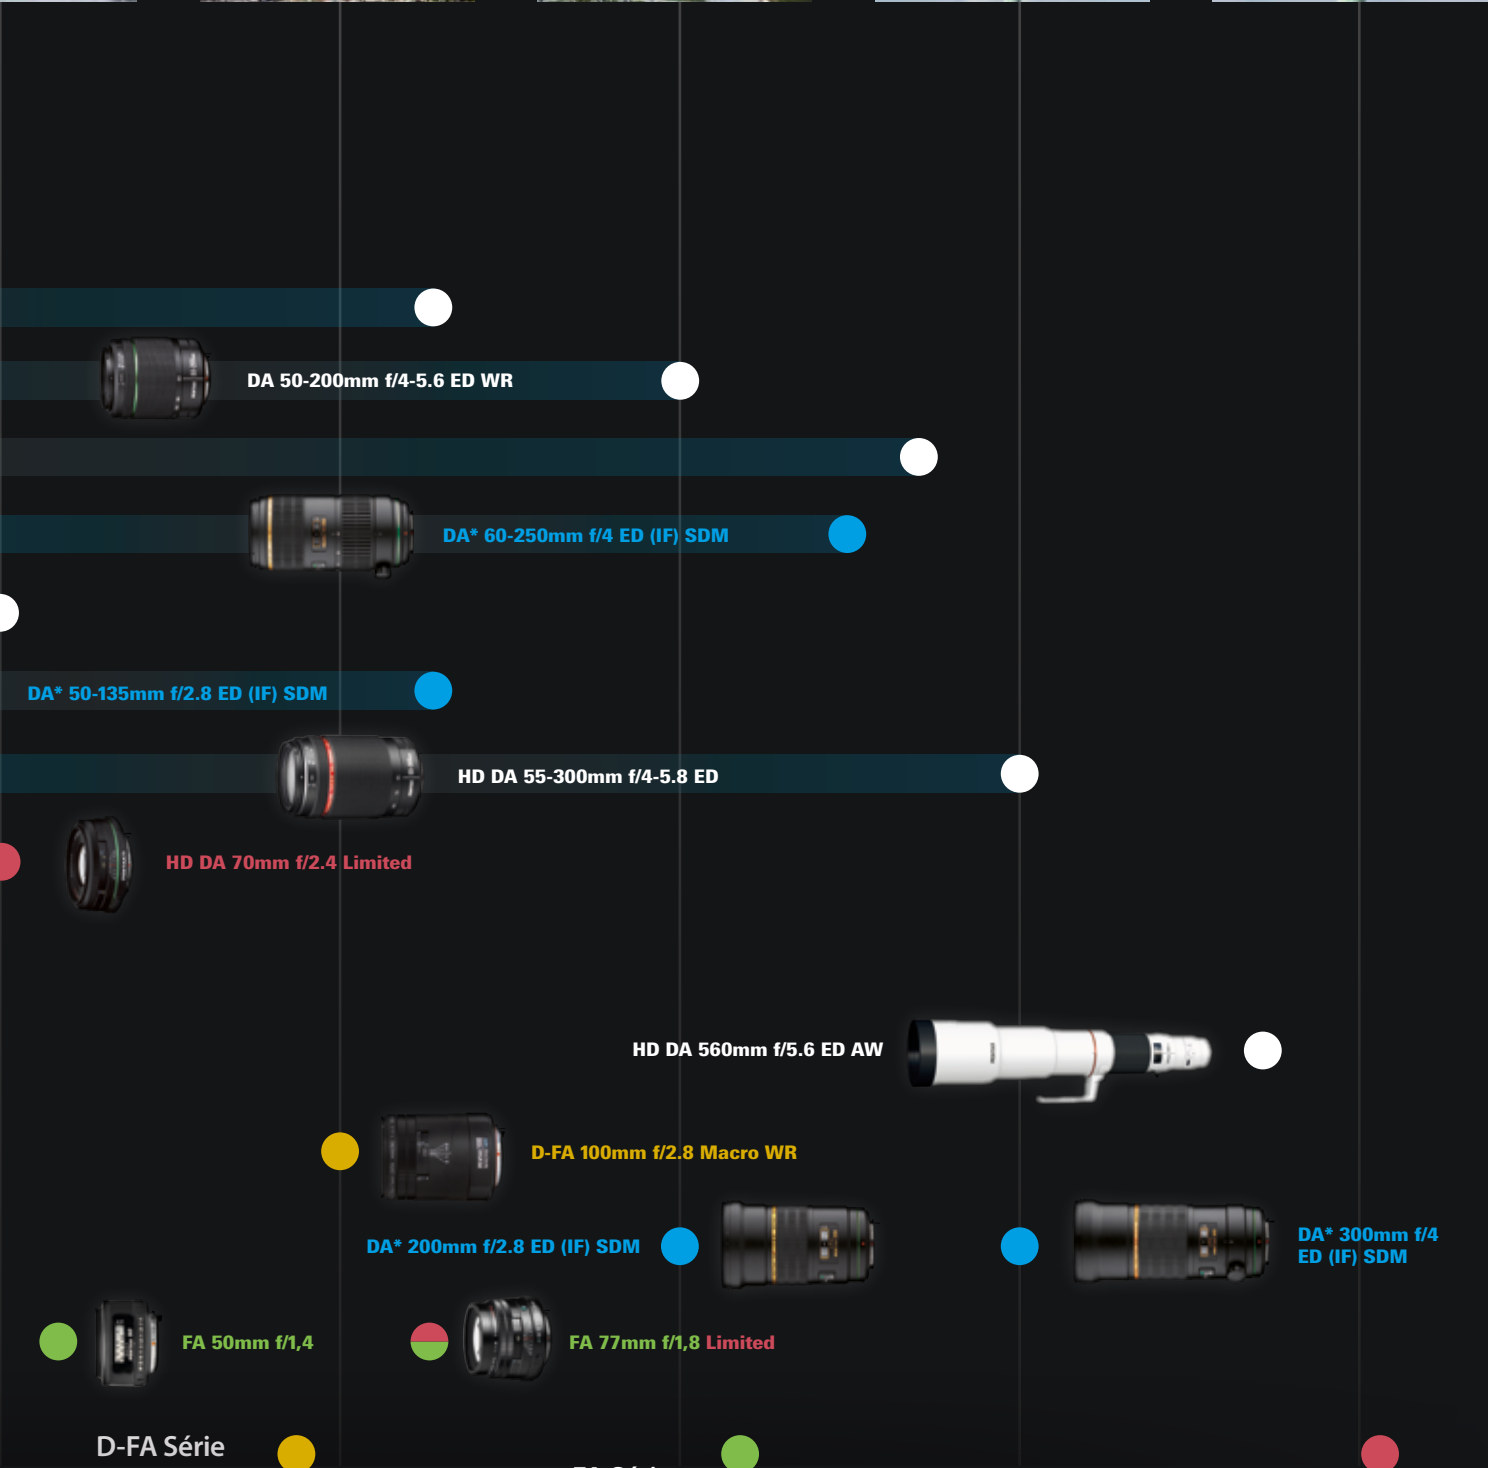 DA 50-200mm f/4-5.6 ED WR
DA* 60-250mm f/4 ED (IF) SDM
DA* 50-135mm f/2.8 ED (IF) SDM
HD DA 55-300mm f/4-5.8 ED
HD DA 70mm f/2.4 Limited
HD DA 560mm f/5.6 ED AW
D-FA 100mm f/2.8 Macro WR
DA* 200mm f/2.8 ED (IF) SDM
DA* 300mm f/4
ED (IF) SDM
FA 50mm f/1,4
FA 77mm f/1,8 Limited
D-FA Série